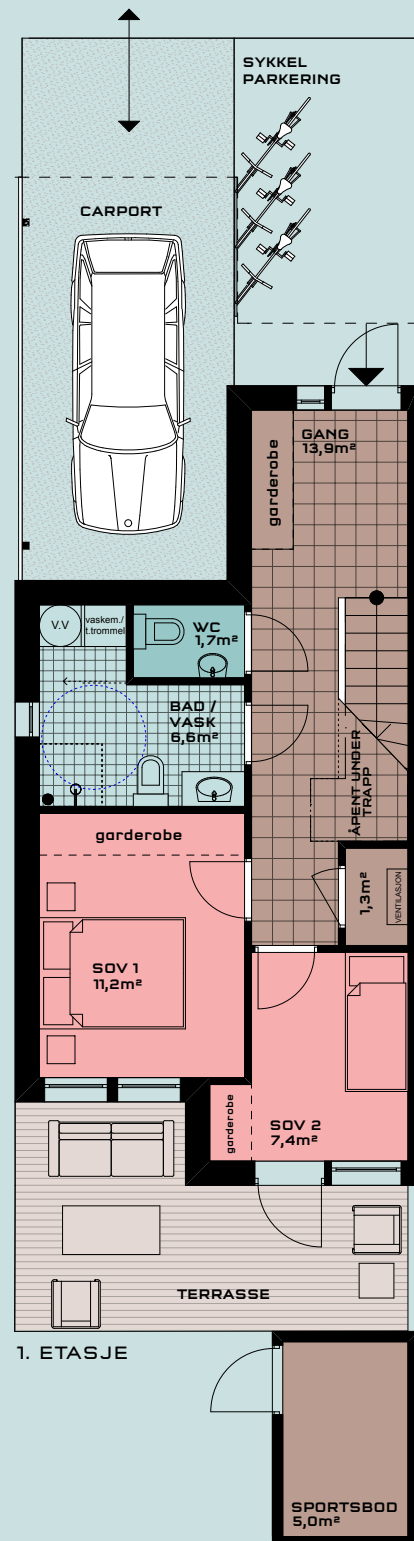 SYKKEL
PARKERING
CARPORT
GANG
13,9m²
garderobe
V.V
vaskem./
t.trommel
WC
1,7m²
BAD /
VASK
6,6m²
ÅPENT UNDER
TRAPP
garderobe
1,3m²
VENTILASJON
SOV 1
11,2m²
garderobe
SOV 2
7,4m²
TERRASSE
1. ETASJE
SPORTSBOD
5,0m²